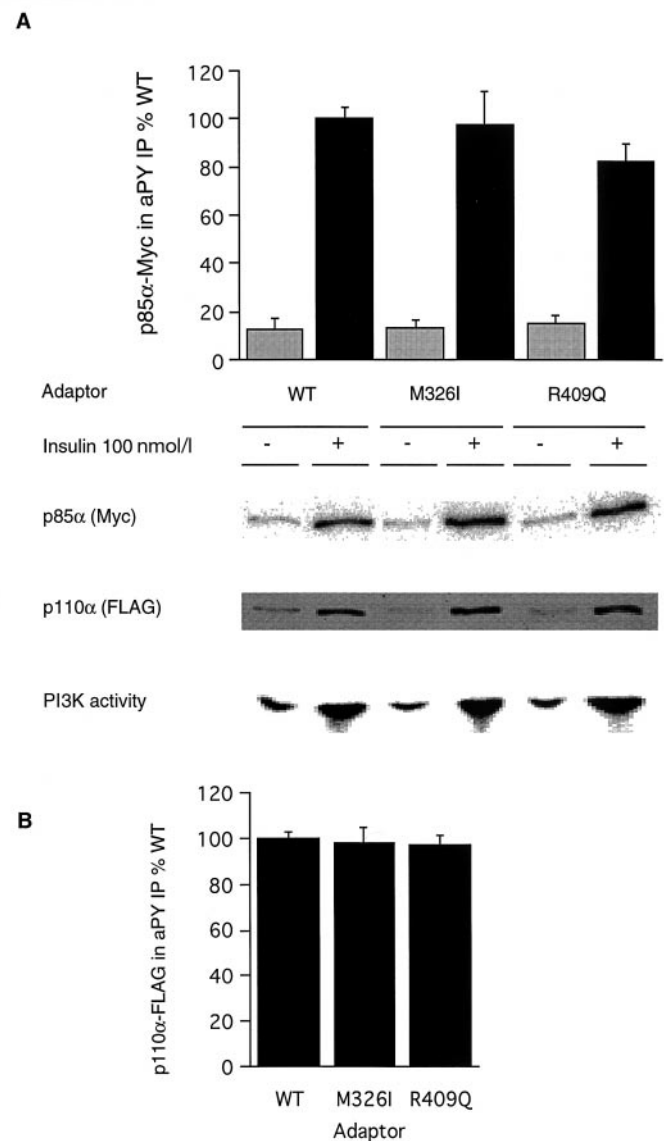 A
p85α-Myc in aPY IP % WT
120
100
80
60
40
20
0
Adaptor WT M326I R409Q
Insulin 100 nmol/l - + - + - +
p85α (Myc)
p110α (FLAG)
PI3K activity
B
p110α-FLAG in aPY IP % WT
120
100
80
60
40
20
0
WT M326I R409Q
Adaptor